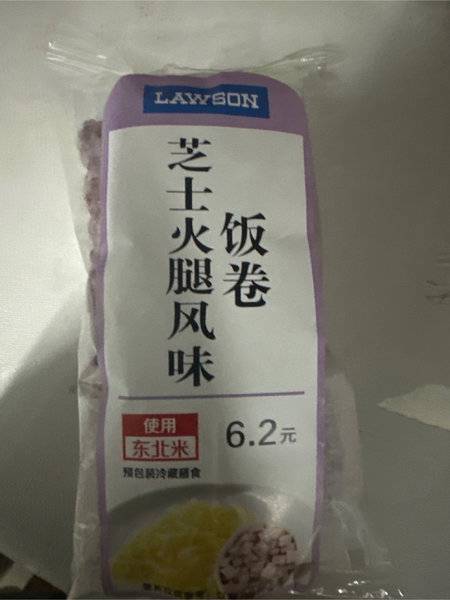 LAWSON
芝士火腿风味
饭卷
使用
东北米
6.2元
预包装冷藏膳食